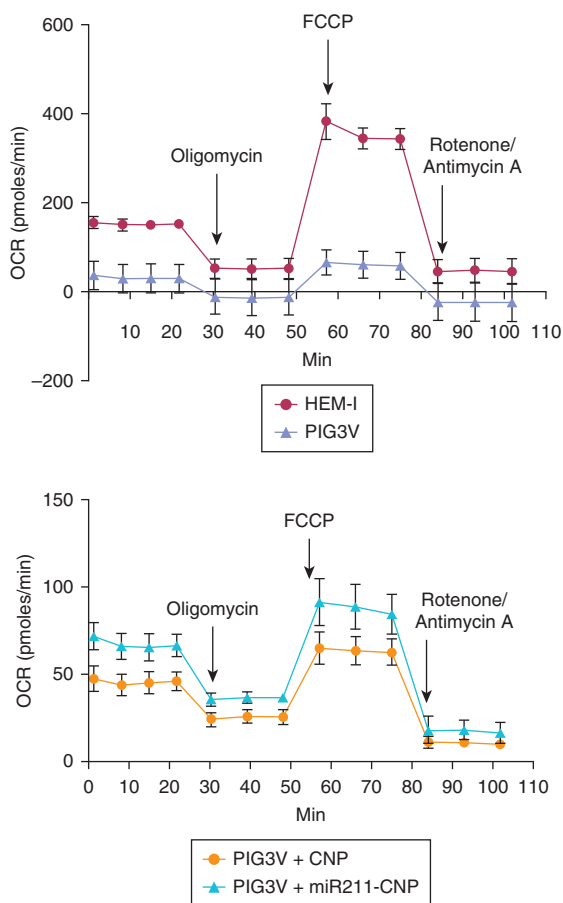 600
400
200
0
−200
OCR (pmoles/min)
FCCP
Oligomycin
Rotenone/
Antimycin A
10 20 30 40 50 60 70 80 90 100 110
Min
HEM-I
PIG3V
150
100
50
0
OCR (pmoles/min)
FCCP
Oligomycin
Rotenone/
Antimycin A
0 10 20 30 40 50 60 70 80 90 100 110
Min
PIG3V + CNP
PIG3V + miR211-CNP